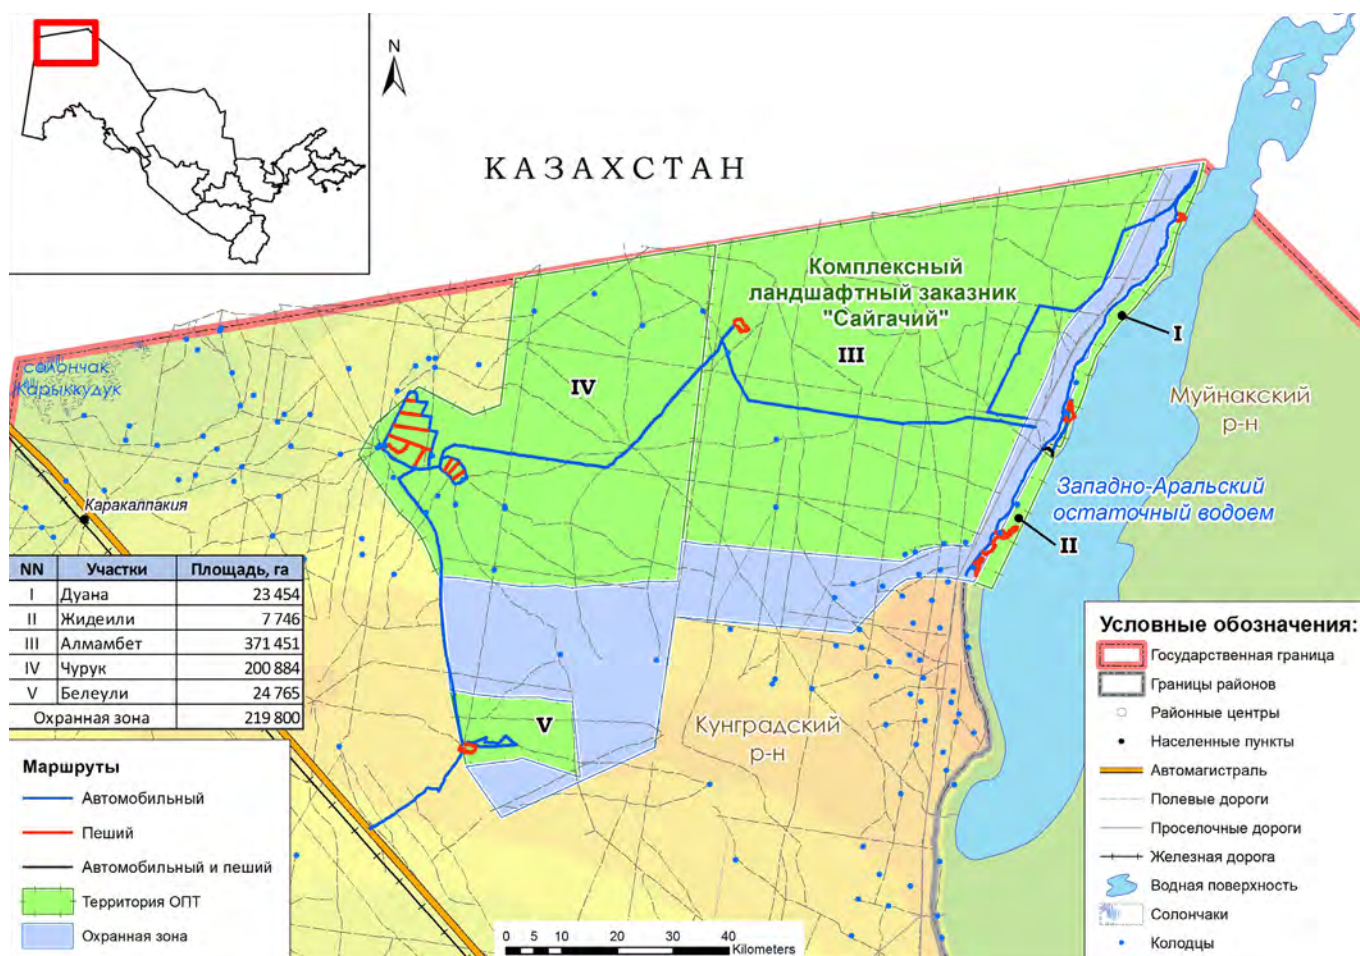 N
КАЗАХСТАН
Комплексный
ландшафтный заказник
"Сайгачий"
I
III
IV
солончак
Карыккудук
Муйнакский
р-н
Каракалпакия
Западно-Аральский
остаточный водоем
II
NN Участки Площадь, га
I Дуана 23 454
II Жидеили 7 746
III Алмамбет 371 451
IV Чурук 200 884
V Белеули 24 765
Охранная зона 219 800
V
Кунградский
р-н
Маршруты
Автомобильный
Пеший
Автомобильный и пеший
Территория ОПТ
Охранная зона
0 5 10 20 30 40
Kilometers
Условные обозначения:
Государственная граница
Границы районов
Районные центры
Населенные пункты
Автомагистраль
Полевые дороги
Проселочные дороги
Железная дорога
Водная поверхность
Солончаки
Колодцы